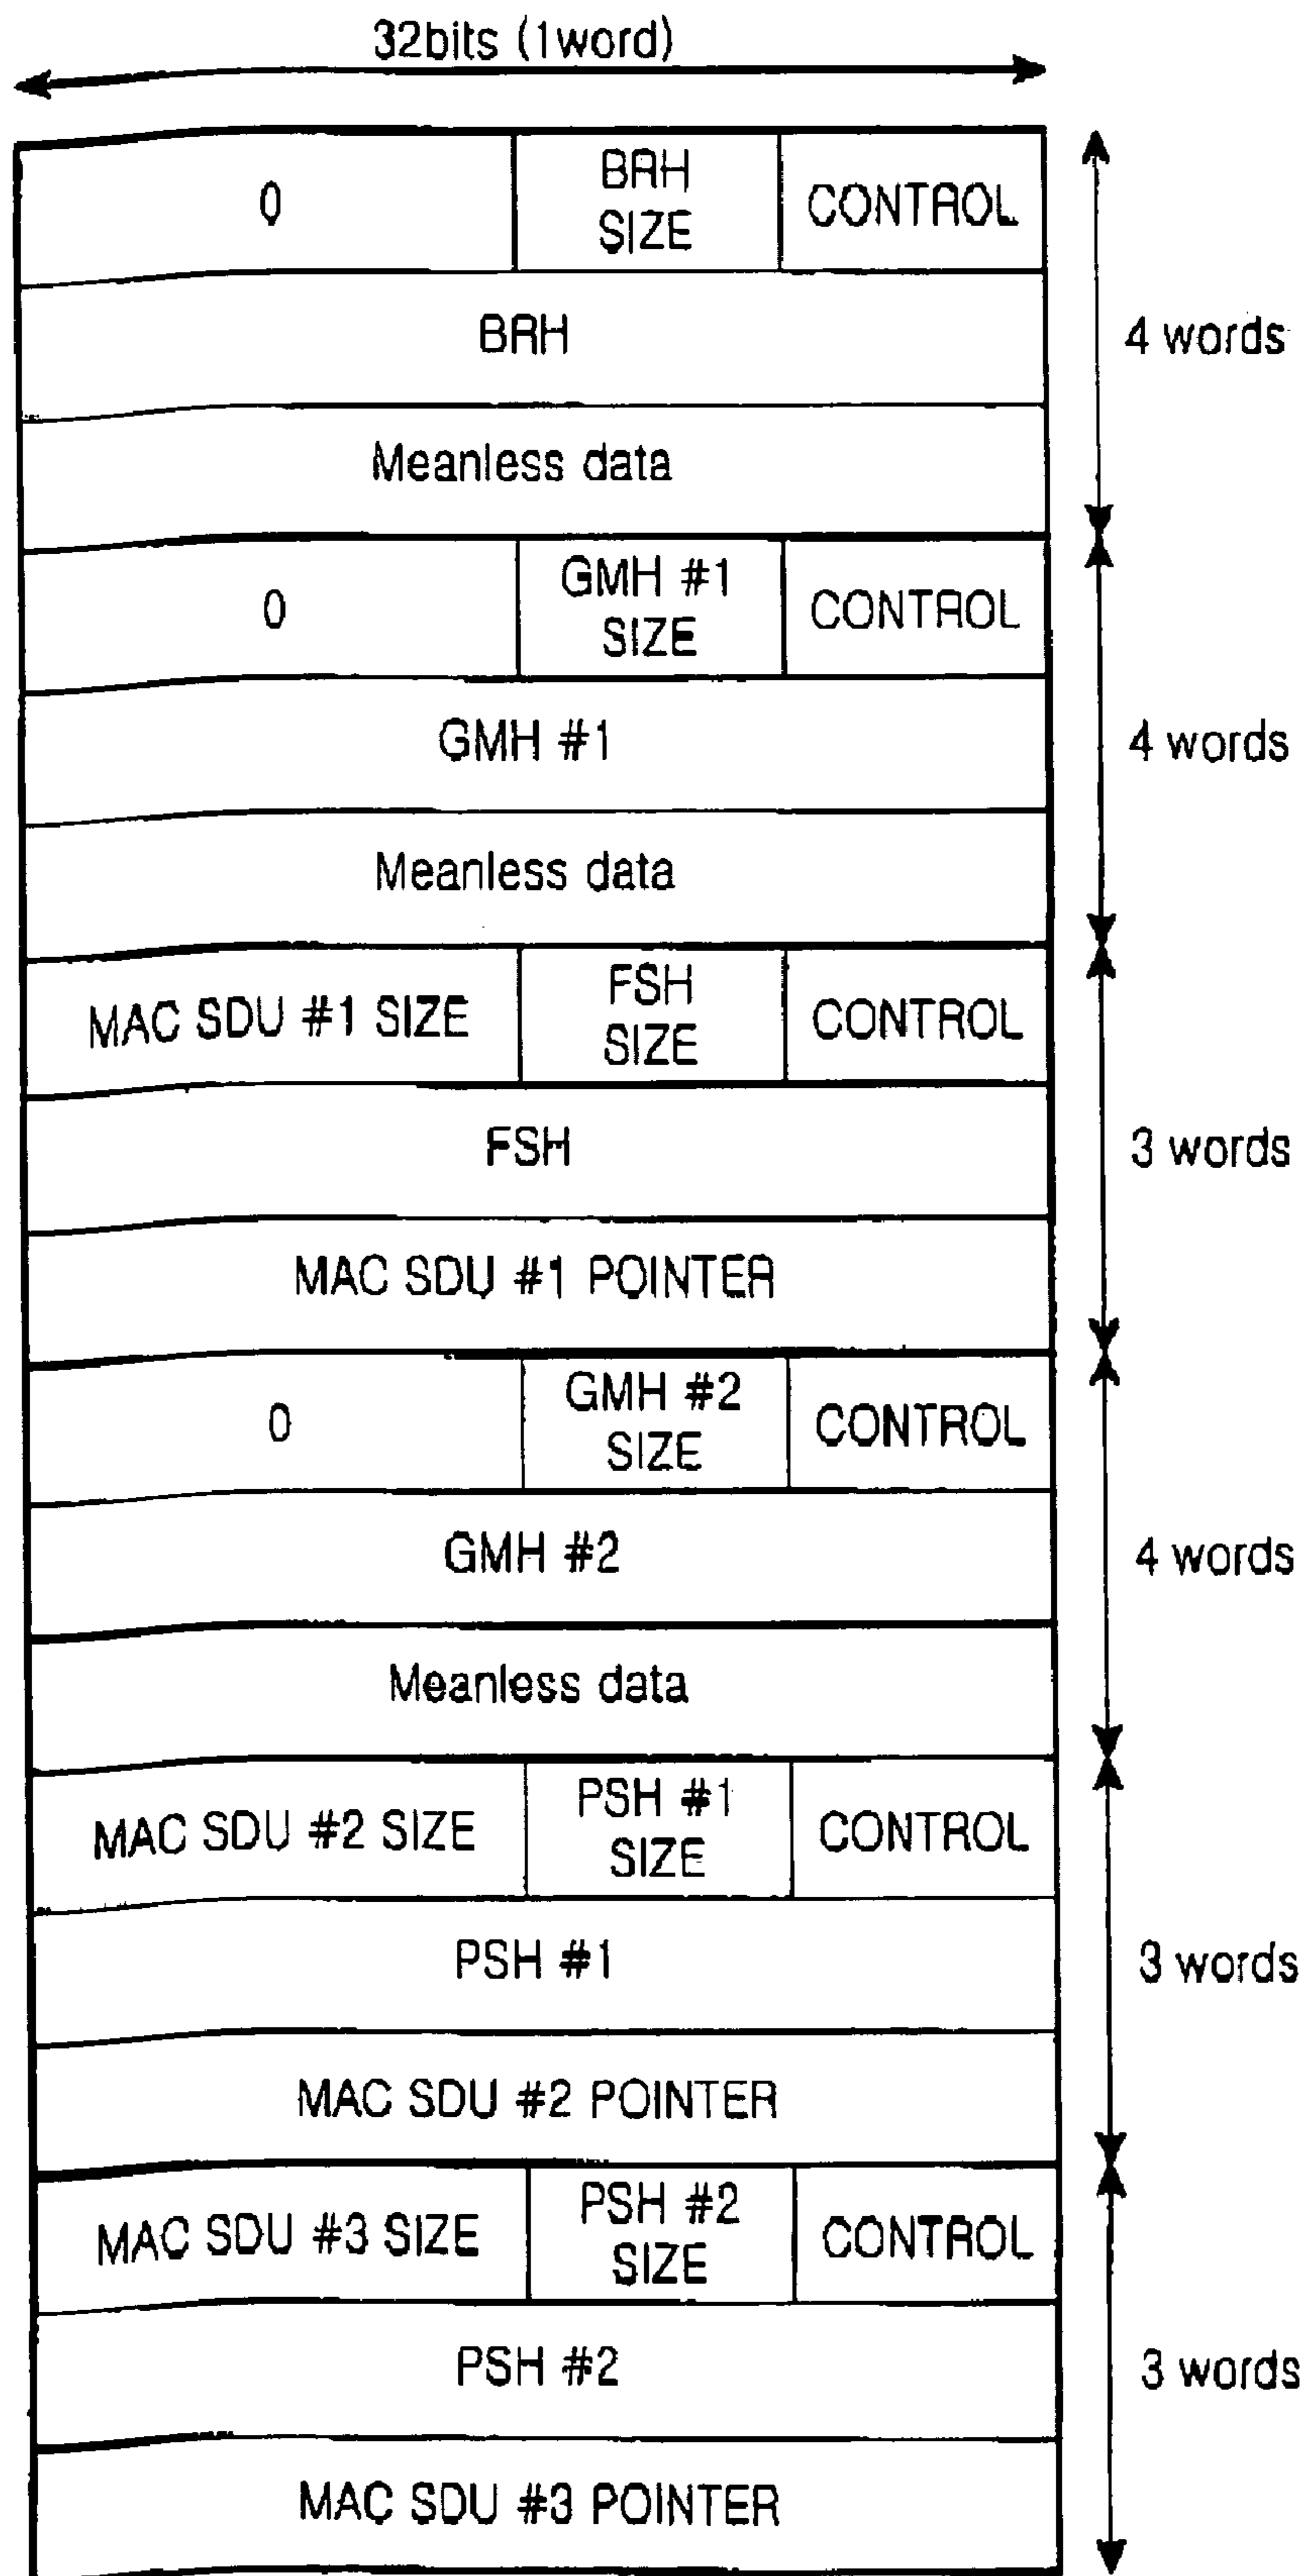 32bits (1word)
0
BRH
SIZE
CONTROL
BRH
4 words
Meanless data
0
GMH #1
SIZE
CONTROL
GMH #1
4 words
Meanless data
MAC SDU #1 SIZE
FSH
SIZE
CONTROL
FSH
3 words
MAC SDU #1 POINTER
0
GMH #2
SIZE
CONTROL
GMH #2
4 words
Meanless data
MAC SDU #2 SIZE
PSH #1
SIZE
CONTROL
PSH #1
3 words
MAC SDU #2 POINTER
MAC SDU #3 SIZE
PSH #2
SIZE
CONTROL
PSH #2
3 words
MAC SDU #3 POINTER